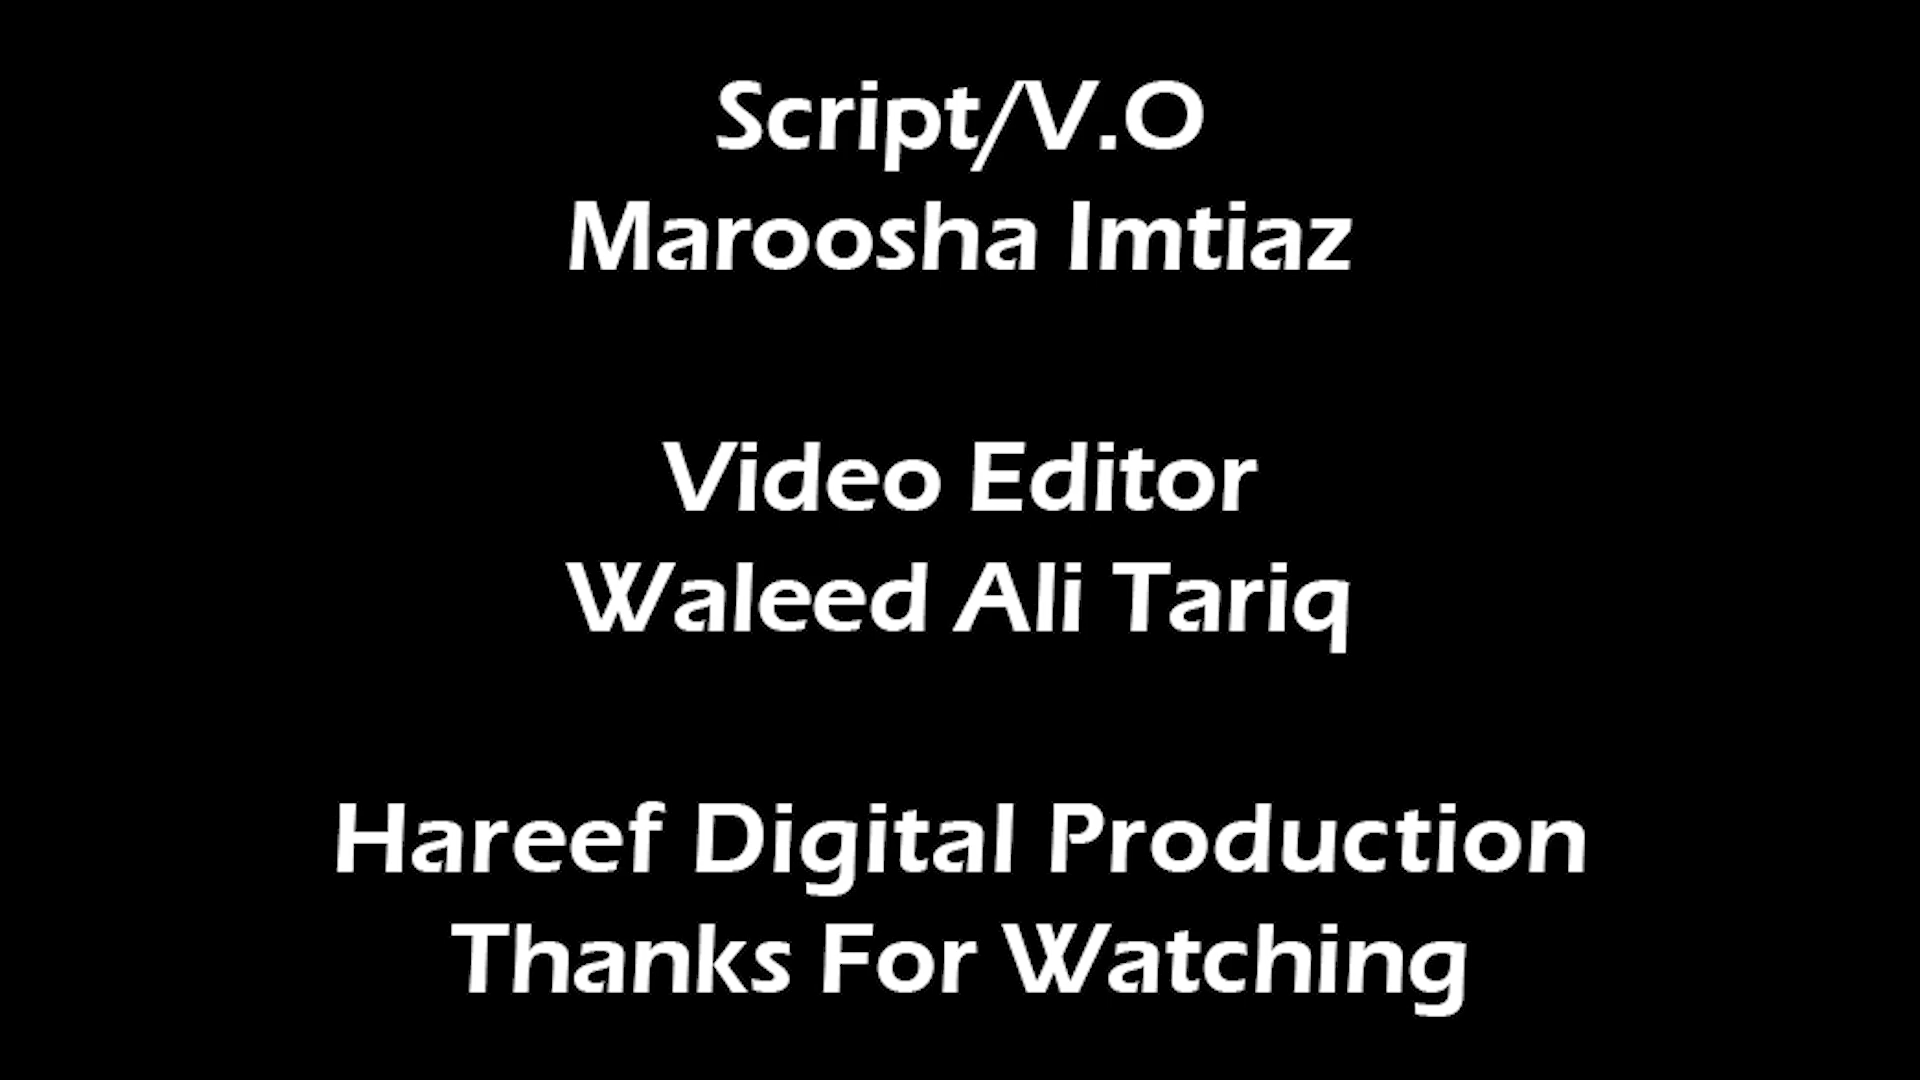 Script/V.O
Maroosha Imtiaz
Video Editor
Waleed Ali Tariq
Hareef Digital Production
Thanks For Watching